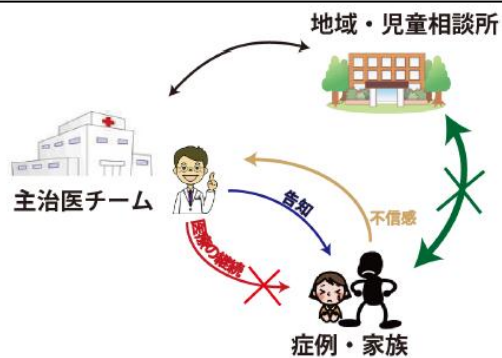 地域・児童相談所
主治医チーム
告知
不信感
医療の継続
症例・家族